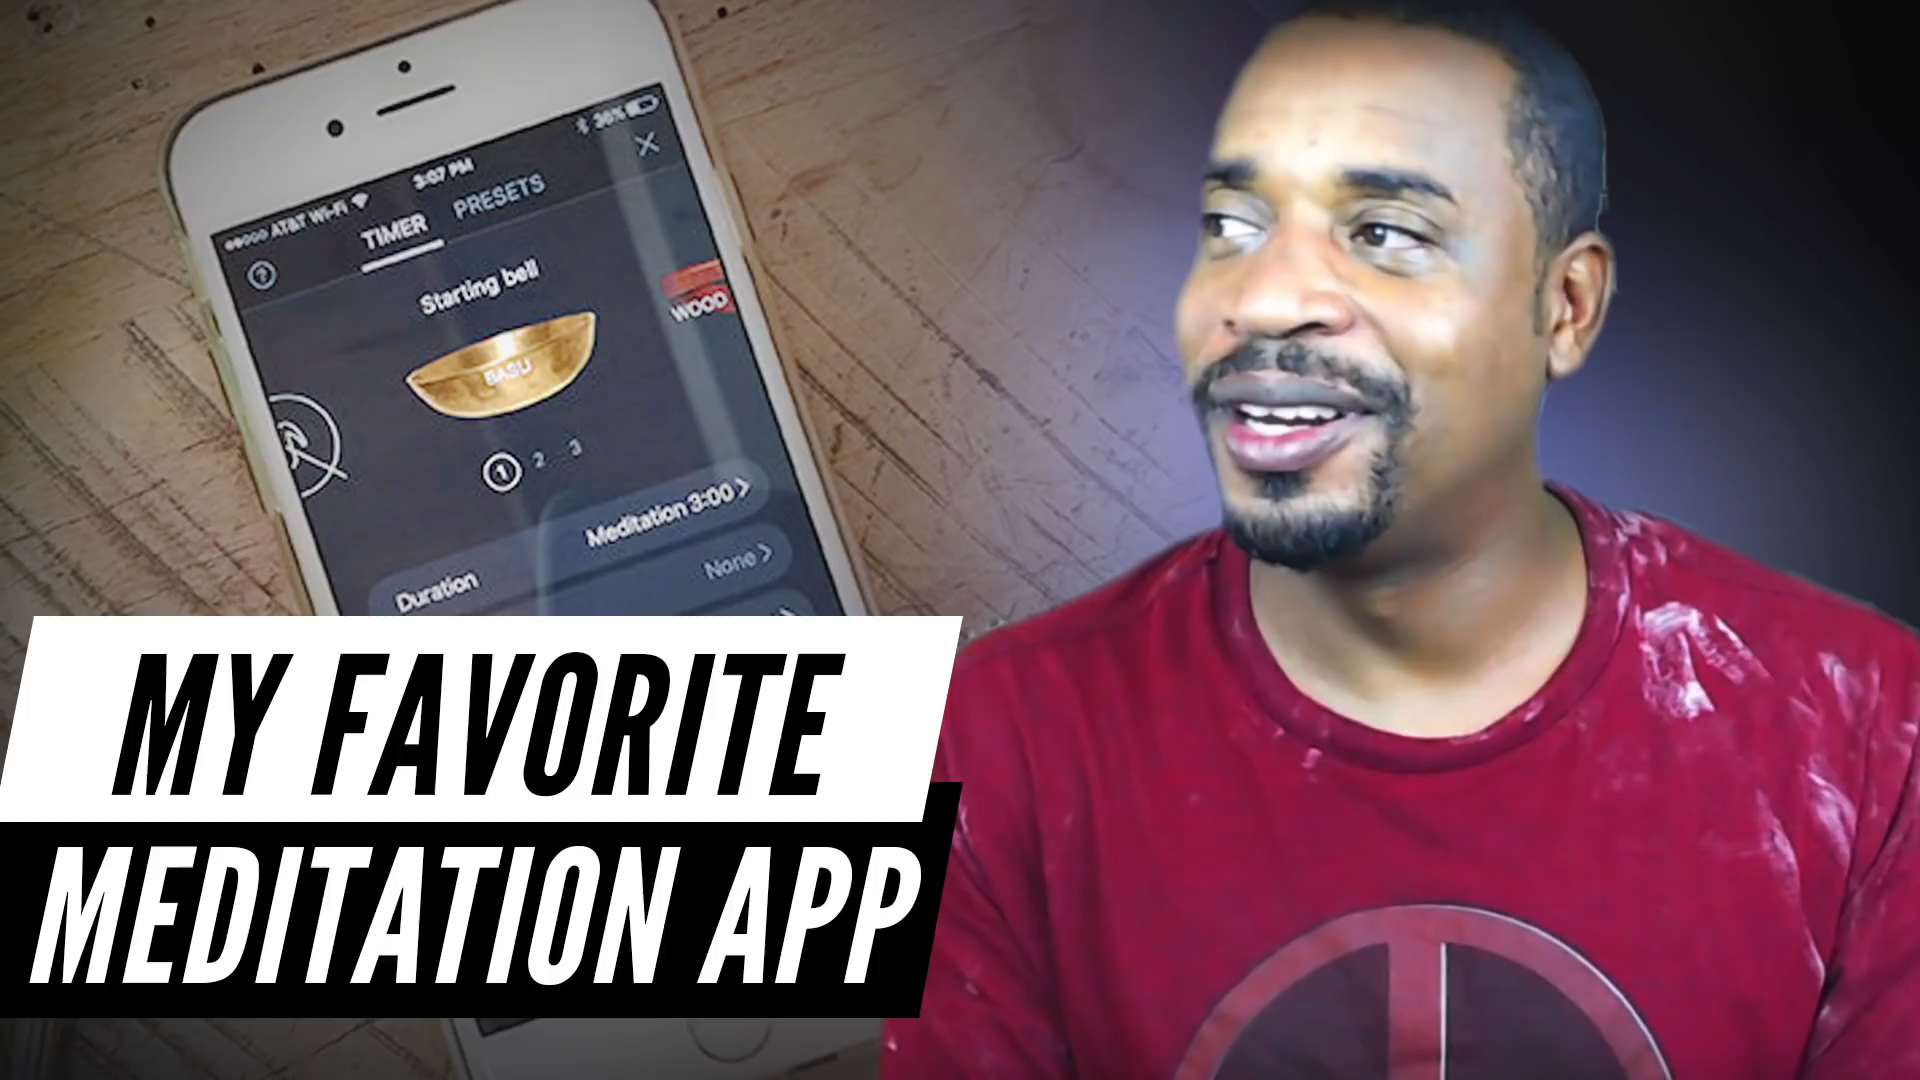 AT&T Wi-Fi
3:07 PM
36%
TIMER
PRESETS
Starting bell
BASU
WOOD
1 2 3
Duration
Meditation 3:00
None
MY FAVORITE
MEDITATION APP